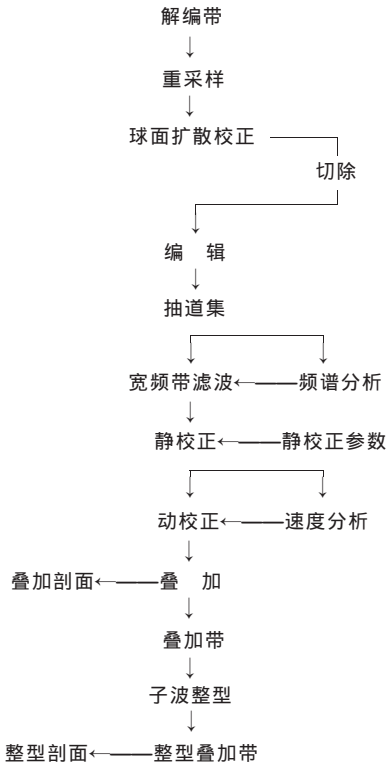 解编带
重采样
球面扩散校正
切除
编 辑
抽道集
宽频带滤波 频谱分析
静校正 静校正参数
动校正 速度分析
叠加剖面 叠 加
叠加带
子波整型
整型剖面 整型叠加带